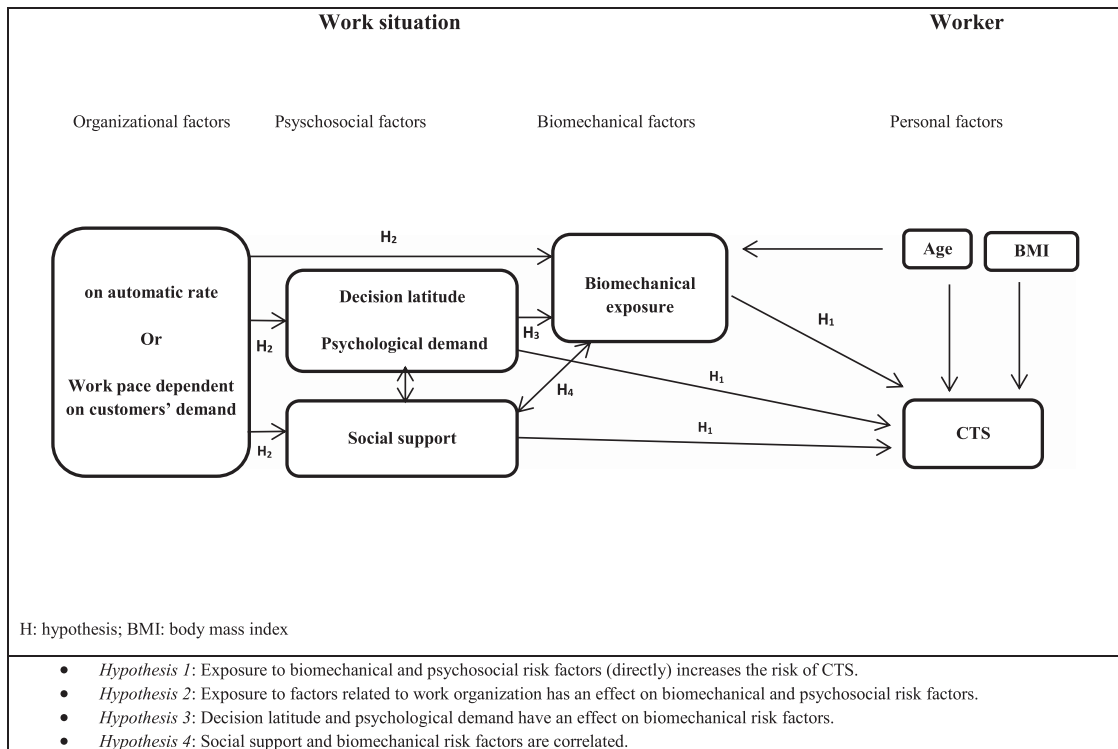 Work situation
Worker
Organizational factors
Psyschosocial factors
Biomechanical factors
Personal factors
on automatic rate
Or
Work pace dependent
on customers’ demand
H₂
H₂
H₂
Decision latitude
Psychological demand
Social support
H₃
H₄
Biomechanical
exposure
H₁
H₁
H₁
Age
BMI
CTS
H: hypothesis; BMI: body mass index
• Hypothesis 1: Exposure to biomechanical and psychosocial risk factors (directly) increases the risk of CTS.
• Hypothesis 2: Exposure to factors related to work organization has an effect on biomechanical and psychosocial risk factors.
• Hypothesis 3: Decision latitude and psychological demand have an effect on biomechanical risk factors.
• Hypothesis 4: Social support and biomechanical risk factors are correlated.